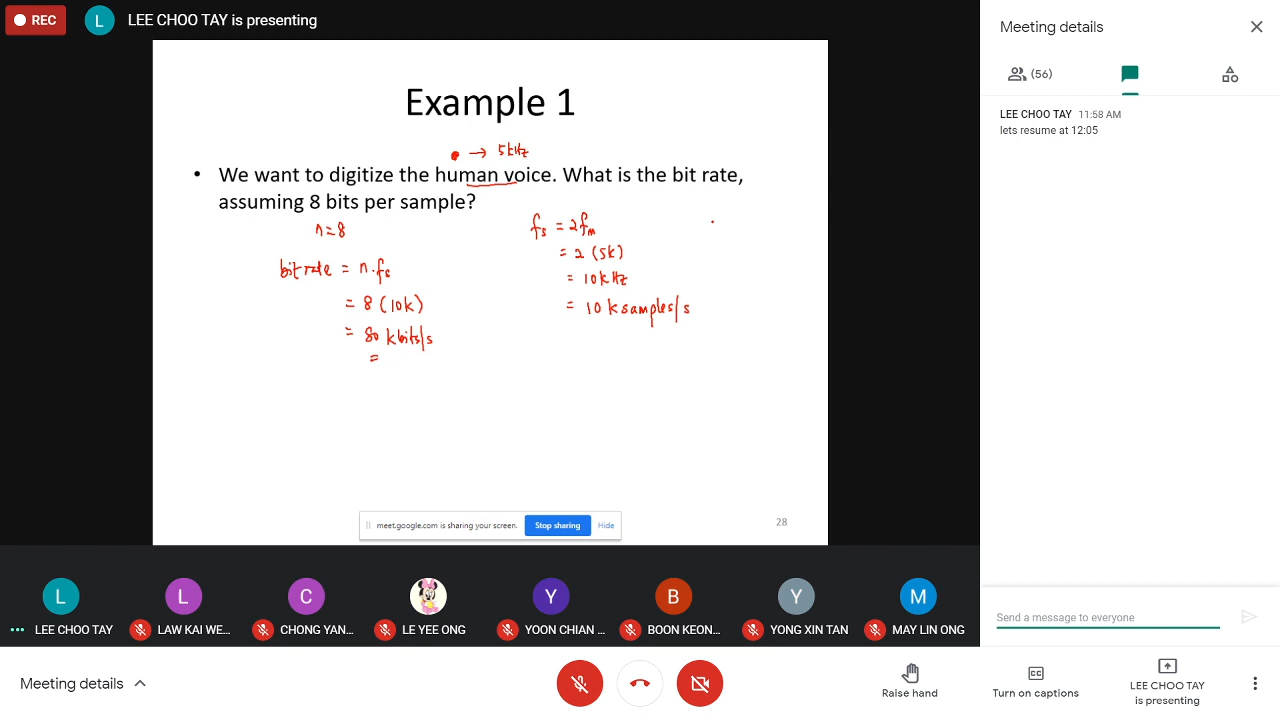 REC
L
LEE CHOO TAY is presenting
Example 1
→ 5kHz
• We want to digitize the human voice. What is the bit rate,
assuming 8 bits per sample?
n=8
bit rate = n.fs
= 8 (10k)
= 80 kbits/s
=
fs = 2fm
= 2 (5k)
= 10kHz
= 10k samples/s
meet.google.com is sharing your screen.
Stop sharing
Hide
28
L
L
C
Y
B
Y
M
LEE CHOO TAY
LAW KAI WE...
CHONG YAN...
LE YEE ONG
YOON CHIAN ...
BOON KEON...
YONG XIN TAN
MAY LIN ONG
Meeting details
Raise hand
CC
Turn on captions
LEE CHOO TAY
is presenting
Meeting details
(56)
LEE CHOO TAY 11:58 AM
lets resume at 12:05
Send a message to everyone